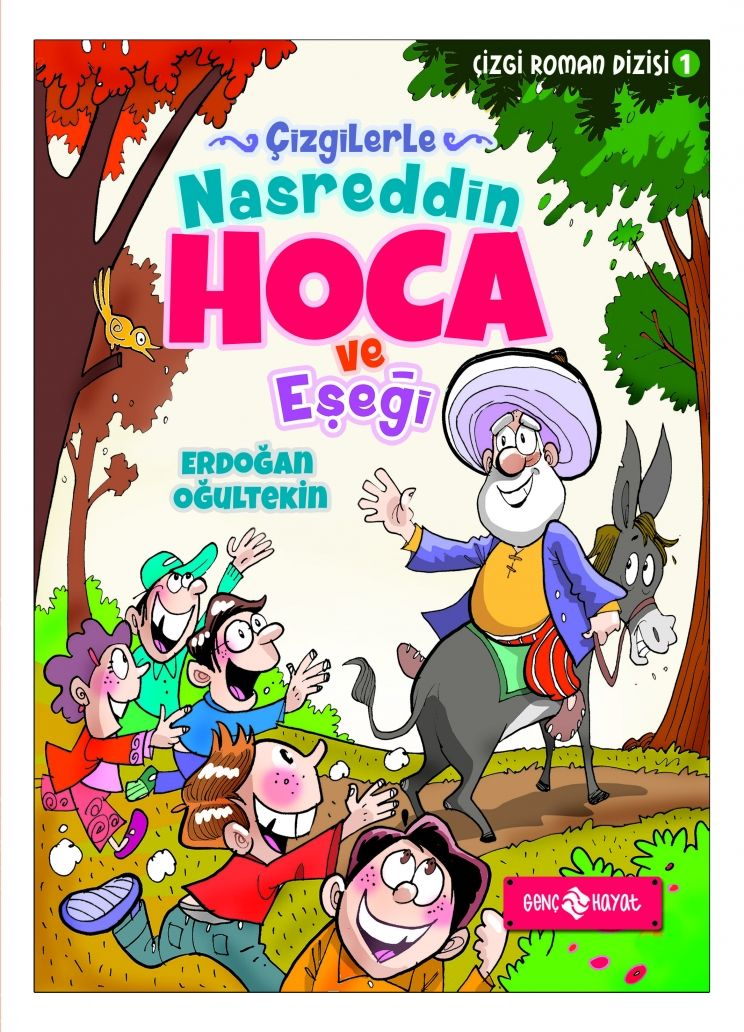 ÇİZGİ ROMAN DİZİSİ 1
Çizgilerle
Nasreddin
HOCA
ve
Eşeği
ERDOĞAN
OĞULTEKİN
GENÇ HAYAT